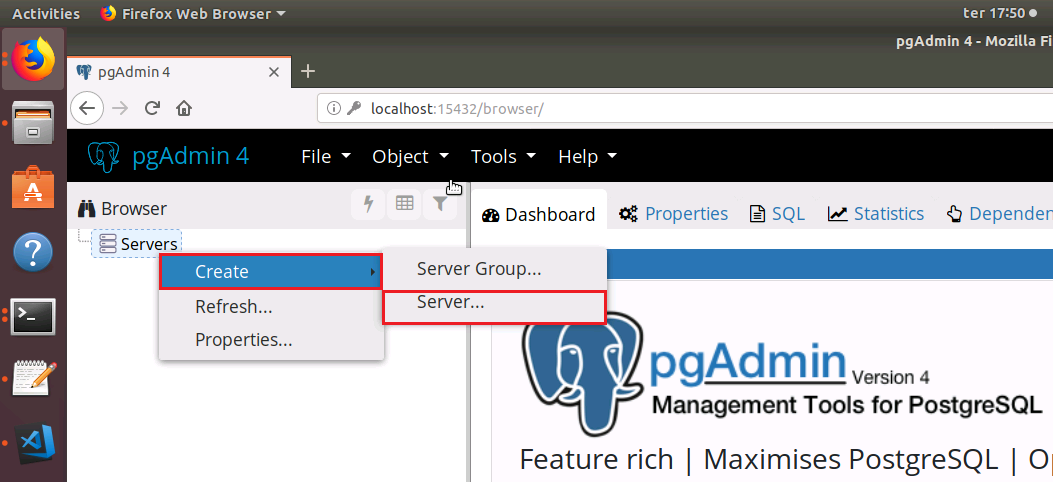 Activities Firefox Web Browser ter 17:50
pgAdmin 4 - Mozilla Fi
pgAdmin 4
localhost:15432/browser/
pgAdmin 4 File Object Tools Help
Browser
Dashboard Properties SQL Statistics Dependen
Servers
Create
Refresh...
Properties...
Server Group...
Server...
pgAdmin Version 4
Management Tools for PostgreSQL
Feature rich | Maximises PostgreSQL | Op